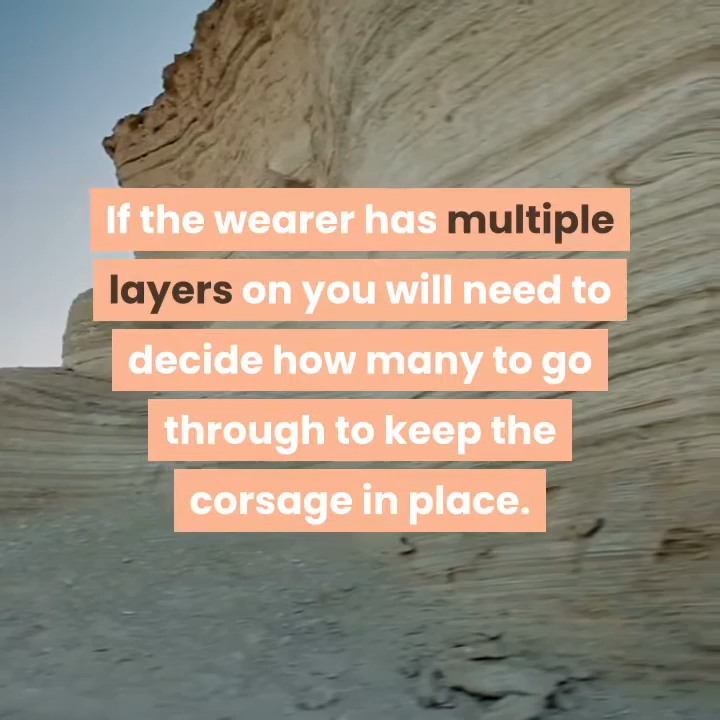 If the wearer has multiple
layers on you will need to
decide how many to go
through to keep the
corsage in place.